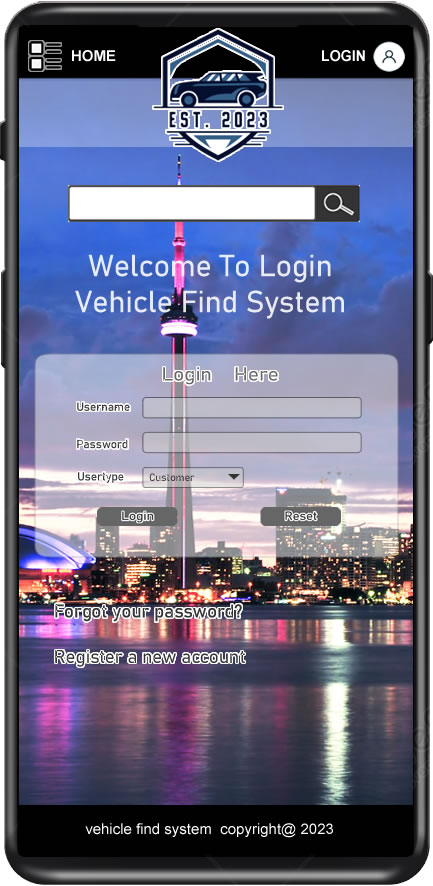 HOME
LOGIN
EST. 2023
Welcome To Login
Vehicle Find System
Login Here
Username
Password
Usertype
Customer
Login
Reset
Forgot your password?
Register a new account
vehicle find system copyright@ 2023